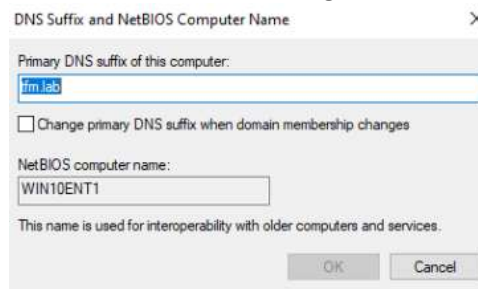 DNS Suffix and NetBIOS Computer Name
Primary DNS suffix of this computer:
tfm.lab
Change primary DNS suffix when domain membership changes
NetBIOS computer name:
WIN10ENT1
This name is used for interoperability with older computers and services.
OK Cancel